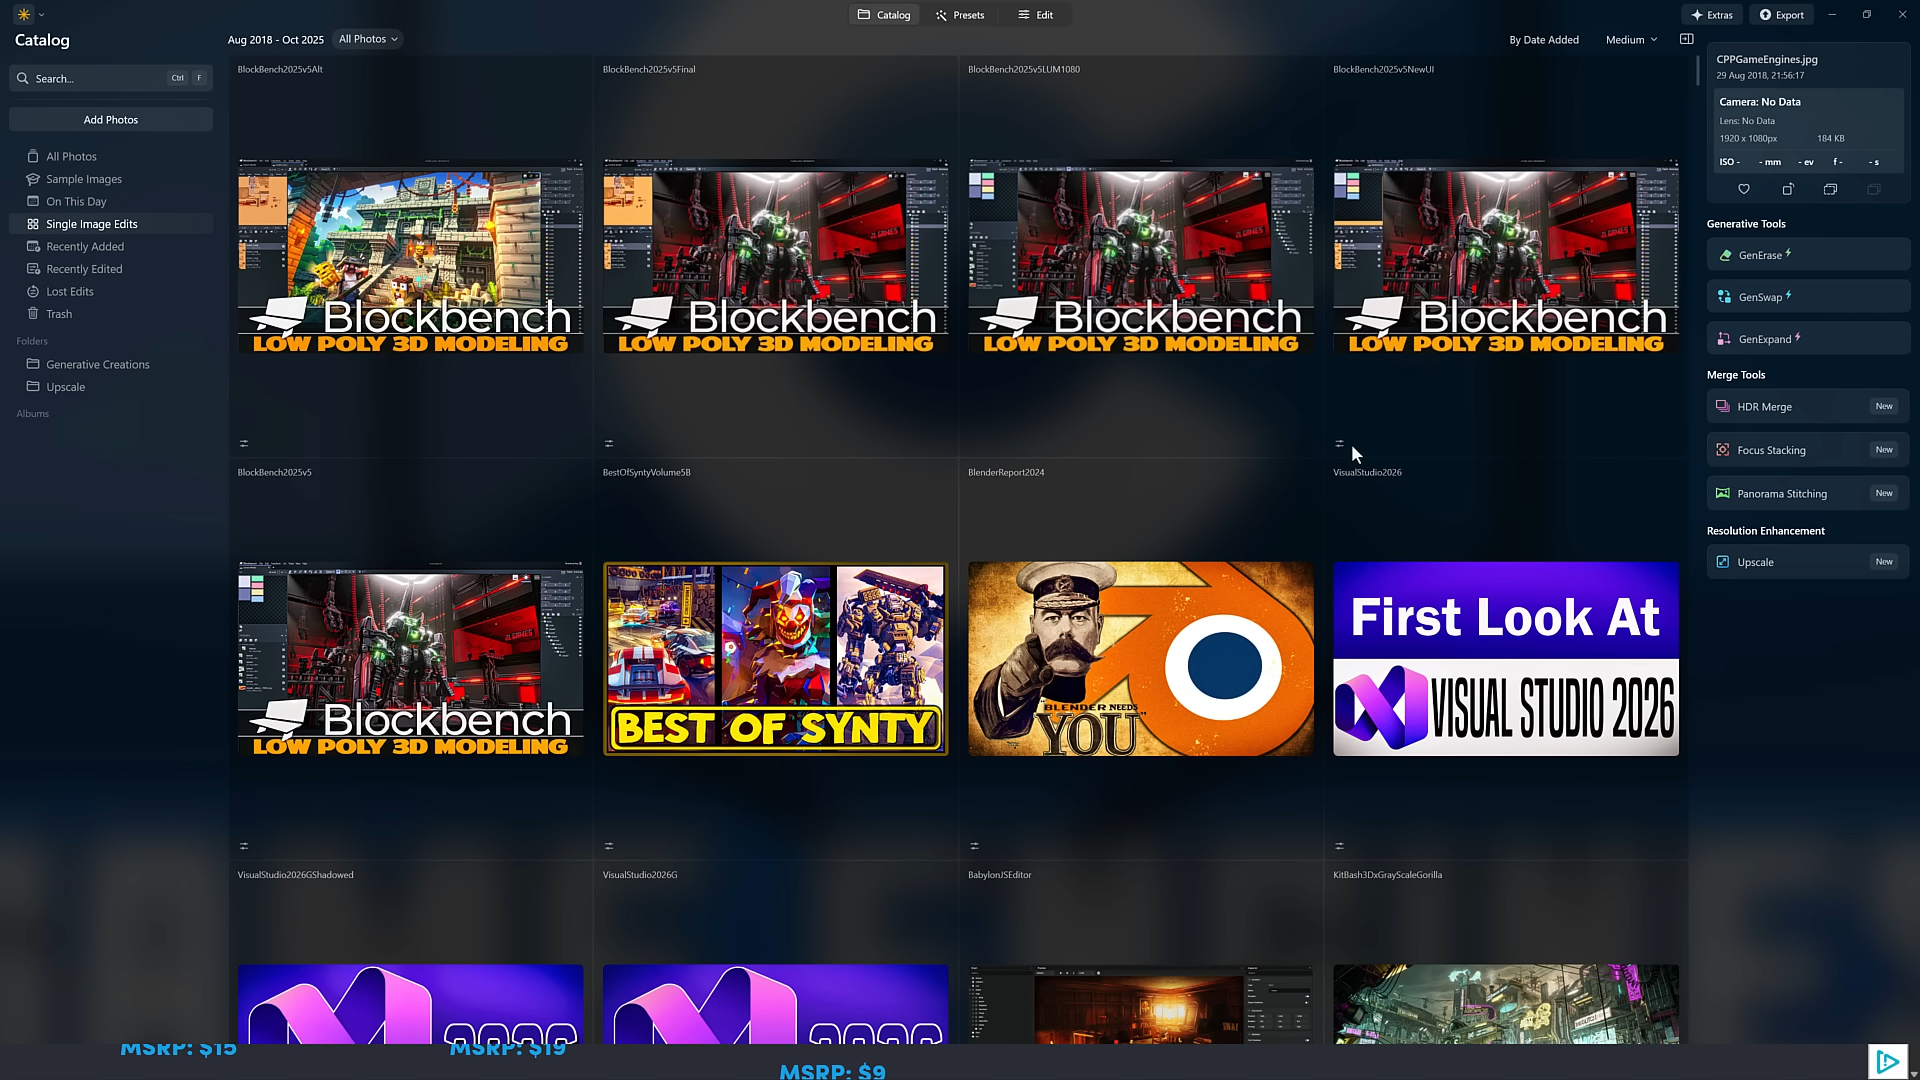 Catalog
Presets
Edit
Extras
Export
Catalog
Aug 2018 - Oct 2025
All Photos
By Date Added
Medium
Search...
Ctrl
F
Add Photos
All Photos
Sample Images
On This Day
Single Image Edits
Recently Added
Recently Edited
Lost Edits
Trash
Folders
Generative Creations
Upscale
Albums
BlockBench2025v5Alt
BlockBench2025v5Final
BlockBench2025v5LUM1080
BlockBench2025v5NewUI
Blockbench
LOW POLY 3D MODELING
Blockbench
LOW POLY 3D MODELING
Blockbench
LOW POLY 3D MODELING
Blockbench
LOW POLY 3D MODELING
BlockBench2025v5
BestOfSyntyVolume5B
BlenderReport2024
VisualStudio2026
Blockbench
LOW POLY 3D MODELING
BEST OF SYNTY
"BLENDER NEEDS
YOU"
First Look At
VISUAL STUDIO 2026
VisualStudio2026GShadowed
VisualStudio2026G
BabylonJSEditor
KitBash3DxGrayScaleGorilla
CPPGameEngines.jpg
29 Aug 2018, 21:56:17
Camera: No Data
Lens: No Data
1920 x 1080px
184 KB
ISO -
- mm
- ev
f -
- s
Generative Tools
GenErase
GenSwap
GenExpand
Merge Tools
HDR Merge
New
Focus Stacking
New
Panorama Stitching
New
Resolution Enhancement
Upscale
New
MSRP: $15
MSRP: $19
MSRP: $9